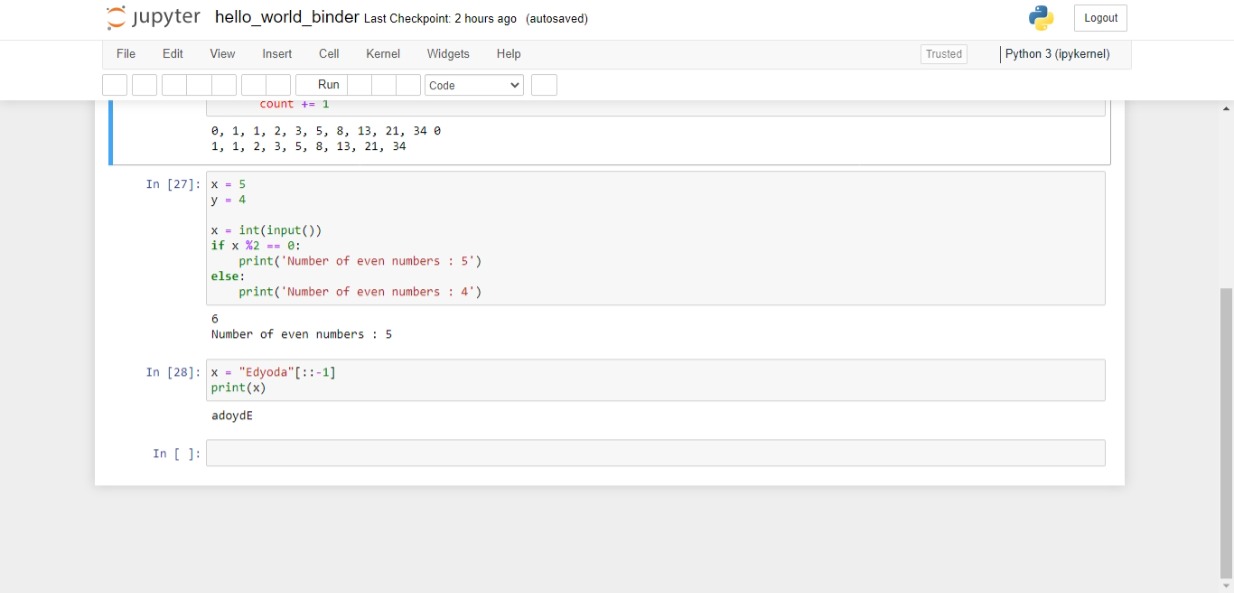 jupyter hello_world_binder Last Checkpoint: 2 hours ago (autosaved)
Logout
File Edit View Insert Cell Kernel Widgets Help
Trusted
Python 3 (ipykernel)
Run
Code
count += 1
0, 1, 1, 2, 3, 5, 8, 13, 21, 34 0
1, 1, 2, 3, 5, 8, 13, 21, 34
In [27]:
x = 5
y = 4
x = int(input())
if x %2 == 0:
    print('Number of even numbers : 5')
else:
    print('Number of even numbers : 4')
6
Number of even numbers : 5
In [28]:
x = "Edyoda"[::-1]
print(x)
adoydE
In [ ]: